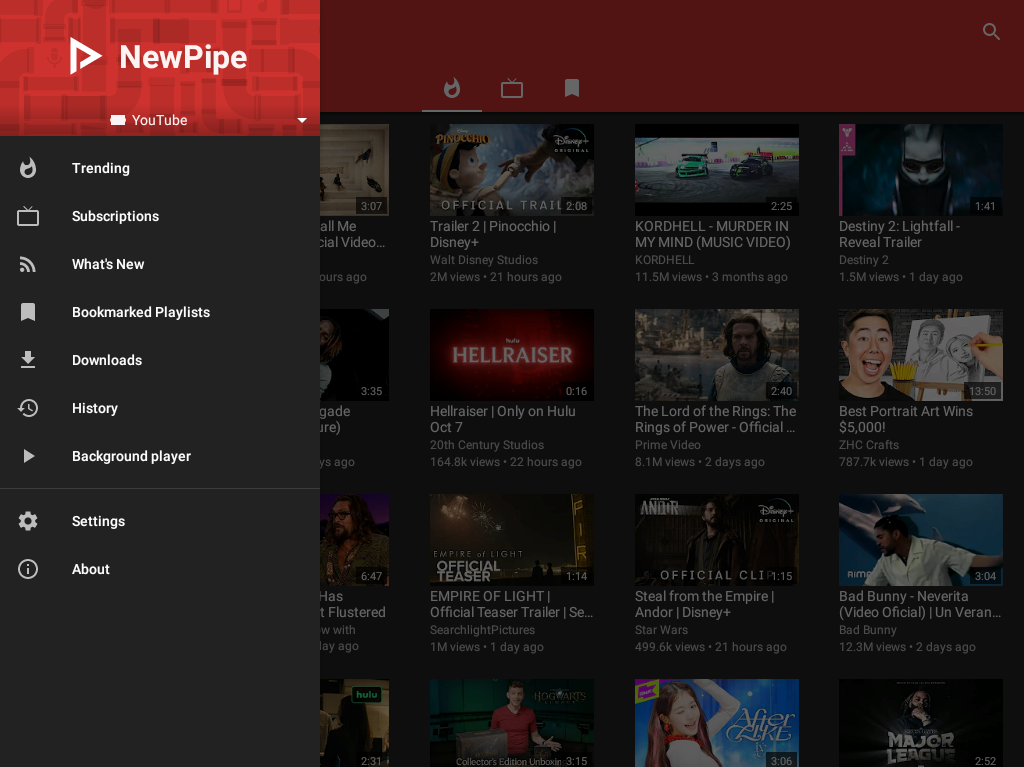 NewPipe
YouTube
Trending
Subscriptions
What's New
Bookmarked Playlists
Downloads
History
Background player
Settings
About
3:07
all Me
cial Video…
ours ago
PINOCCHIO
Disney+
ORIGINAL
OFFICIAL TRAIL
2:08
Trailer 2 | Pinocchio |
Disney+
Walt Disney Studios
2M views • 21 hours ago
2:25
KORDHELL - MURDER IN
MY MIND (MUSIC VIDEO)
KORDHELL
11.5M views • 3 months ago
1:41
Destiny 2: Lightfall -
Reveal Trailer
Destiny 2
1.5M views • 1 day ago
3:35
gade
ure)
ys ago
hulu
HELLRAISER
0:16
Hellraiser | Only on Hulu
Oct 7
20th Century Studios
164.8k views • 22 hours ago
2:40
The Lord of the Rings: The
Rings of Power - Official …
Prime Video
8.1M views • 2 days ago
13:50
Best Portrait Art Wins
$5,000!
ZHC Crafts
787.7k views • 1 day ago
6:47
Has
t Flustered
w with
lay ago
EMPIRE of LIGHT
OFFICIAL
TEASER
1:14
EMPIRE OF LIGHT |
Official Teaser Trailer | Se…
SearchlightPictures
1M views • 1 day ago
STAR WARS
ANDOR
Disney+
ORIGINAL
OFFICIAL CLIP
1:15
Steal from the Empire |
Andor | Disney+
Star Wars
499.6k views • 21 hours ago
RIMA
3:04
Bad Bunny - Neverita
(Video Oficial) | Un Veran…
Bad Bunny
12.3M views • 2 days ago
hulu
2:31
HOGWARTS
Collector's Edition Unboxin
3:15
After
LIKE
3:06
MAJOR
LEAGUE
2:52